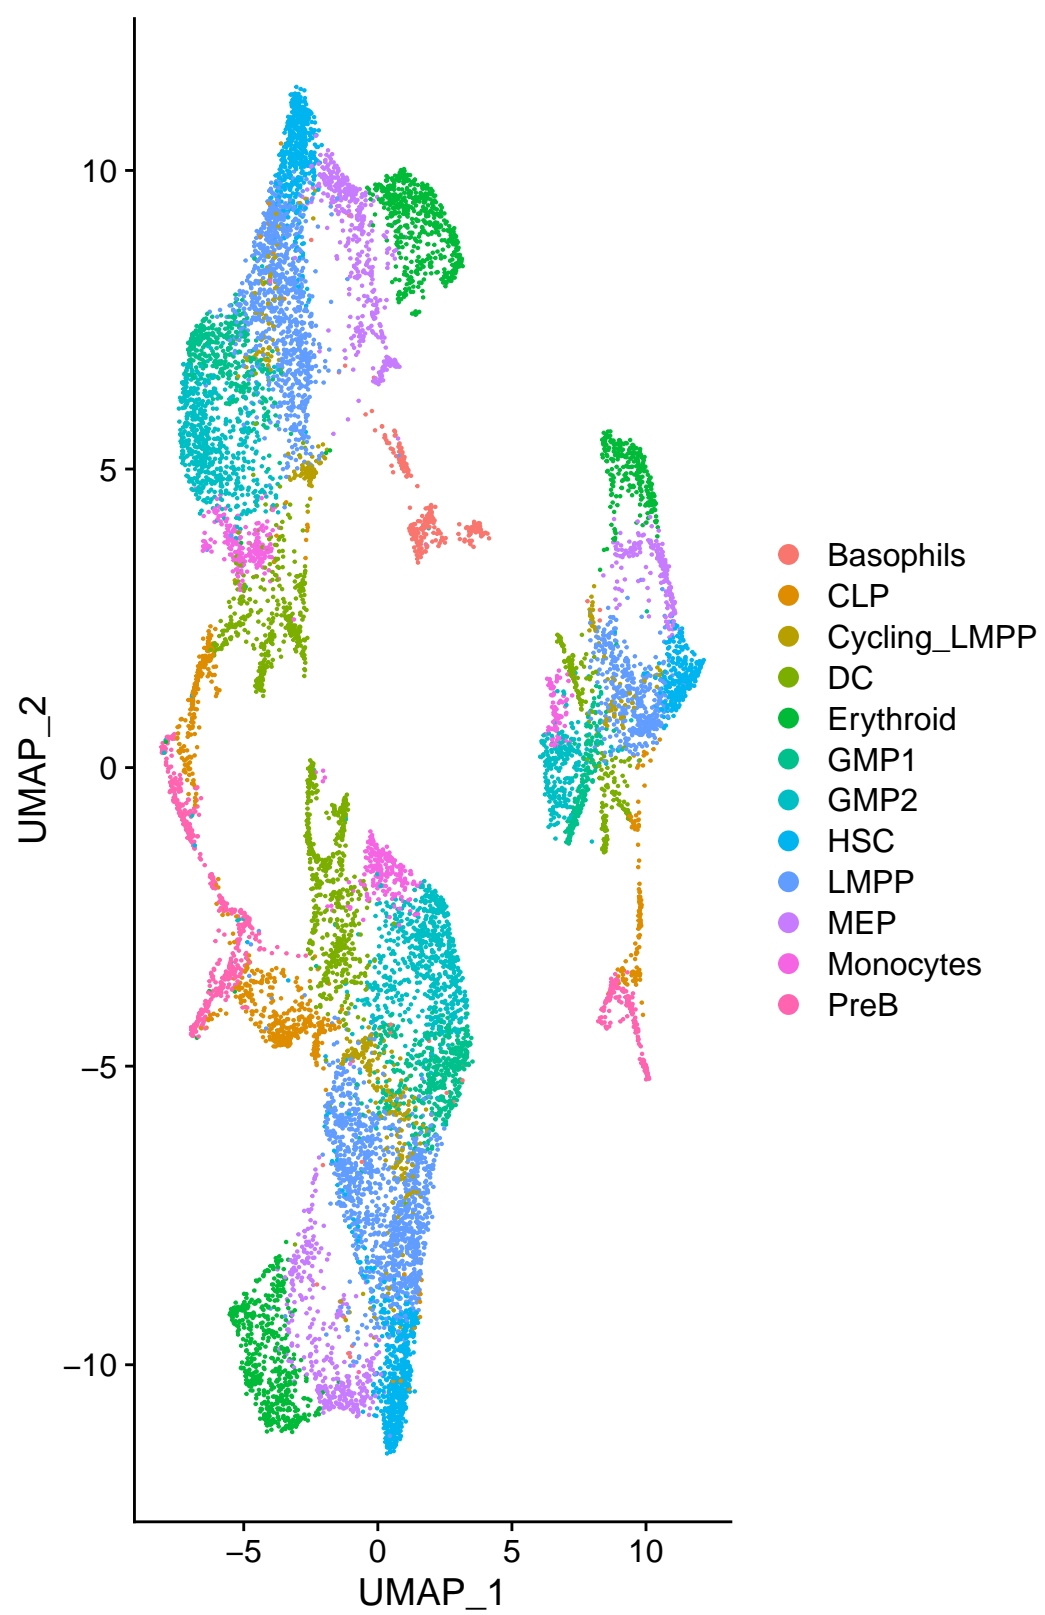 10
5
0
−5
−10
UMAP_2
−5
0
5
10
UMAP_1
Basophils
CLP
Cycling_LMPP
DC
Erythroid
GMP1
GMP2
HSC
LMPP
MEP
Monocytes
PreB